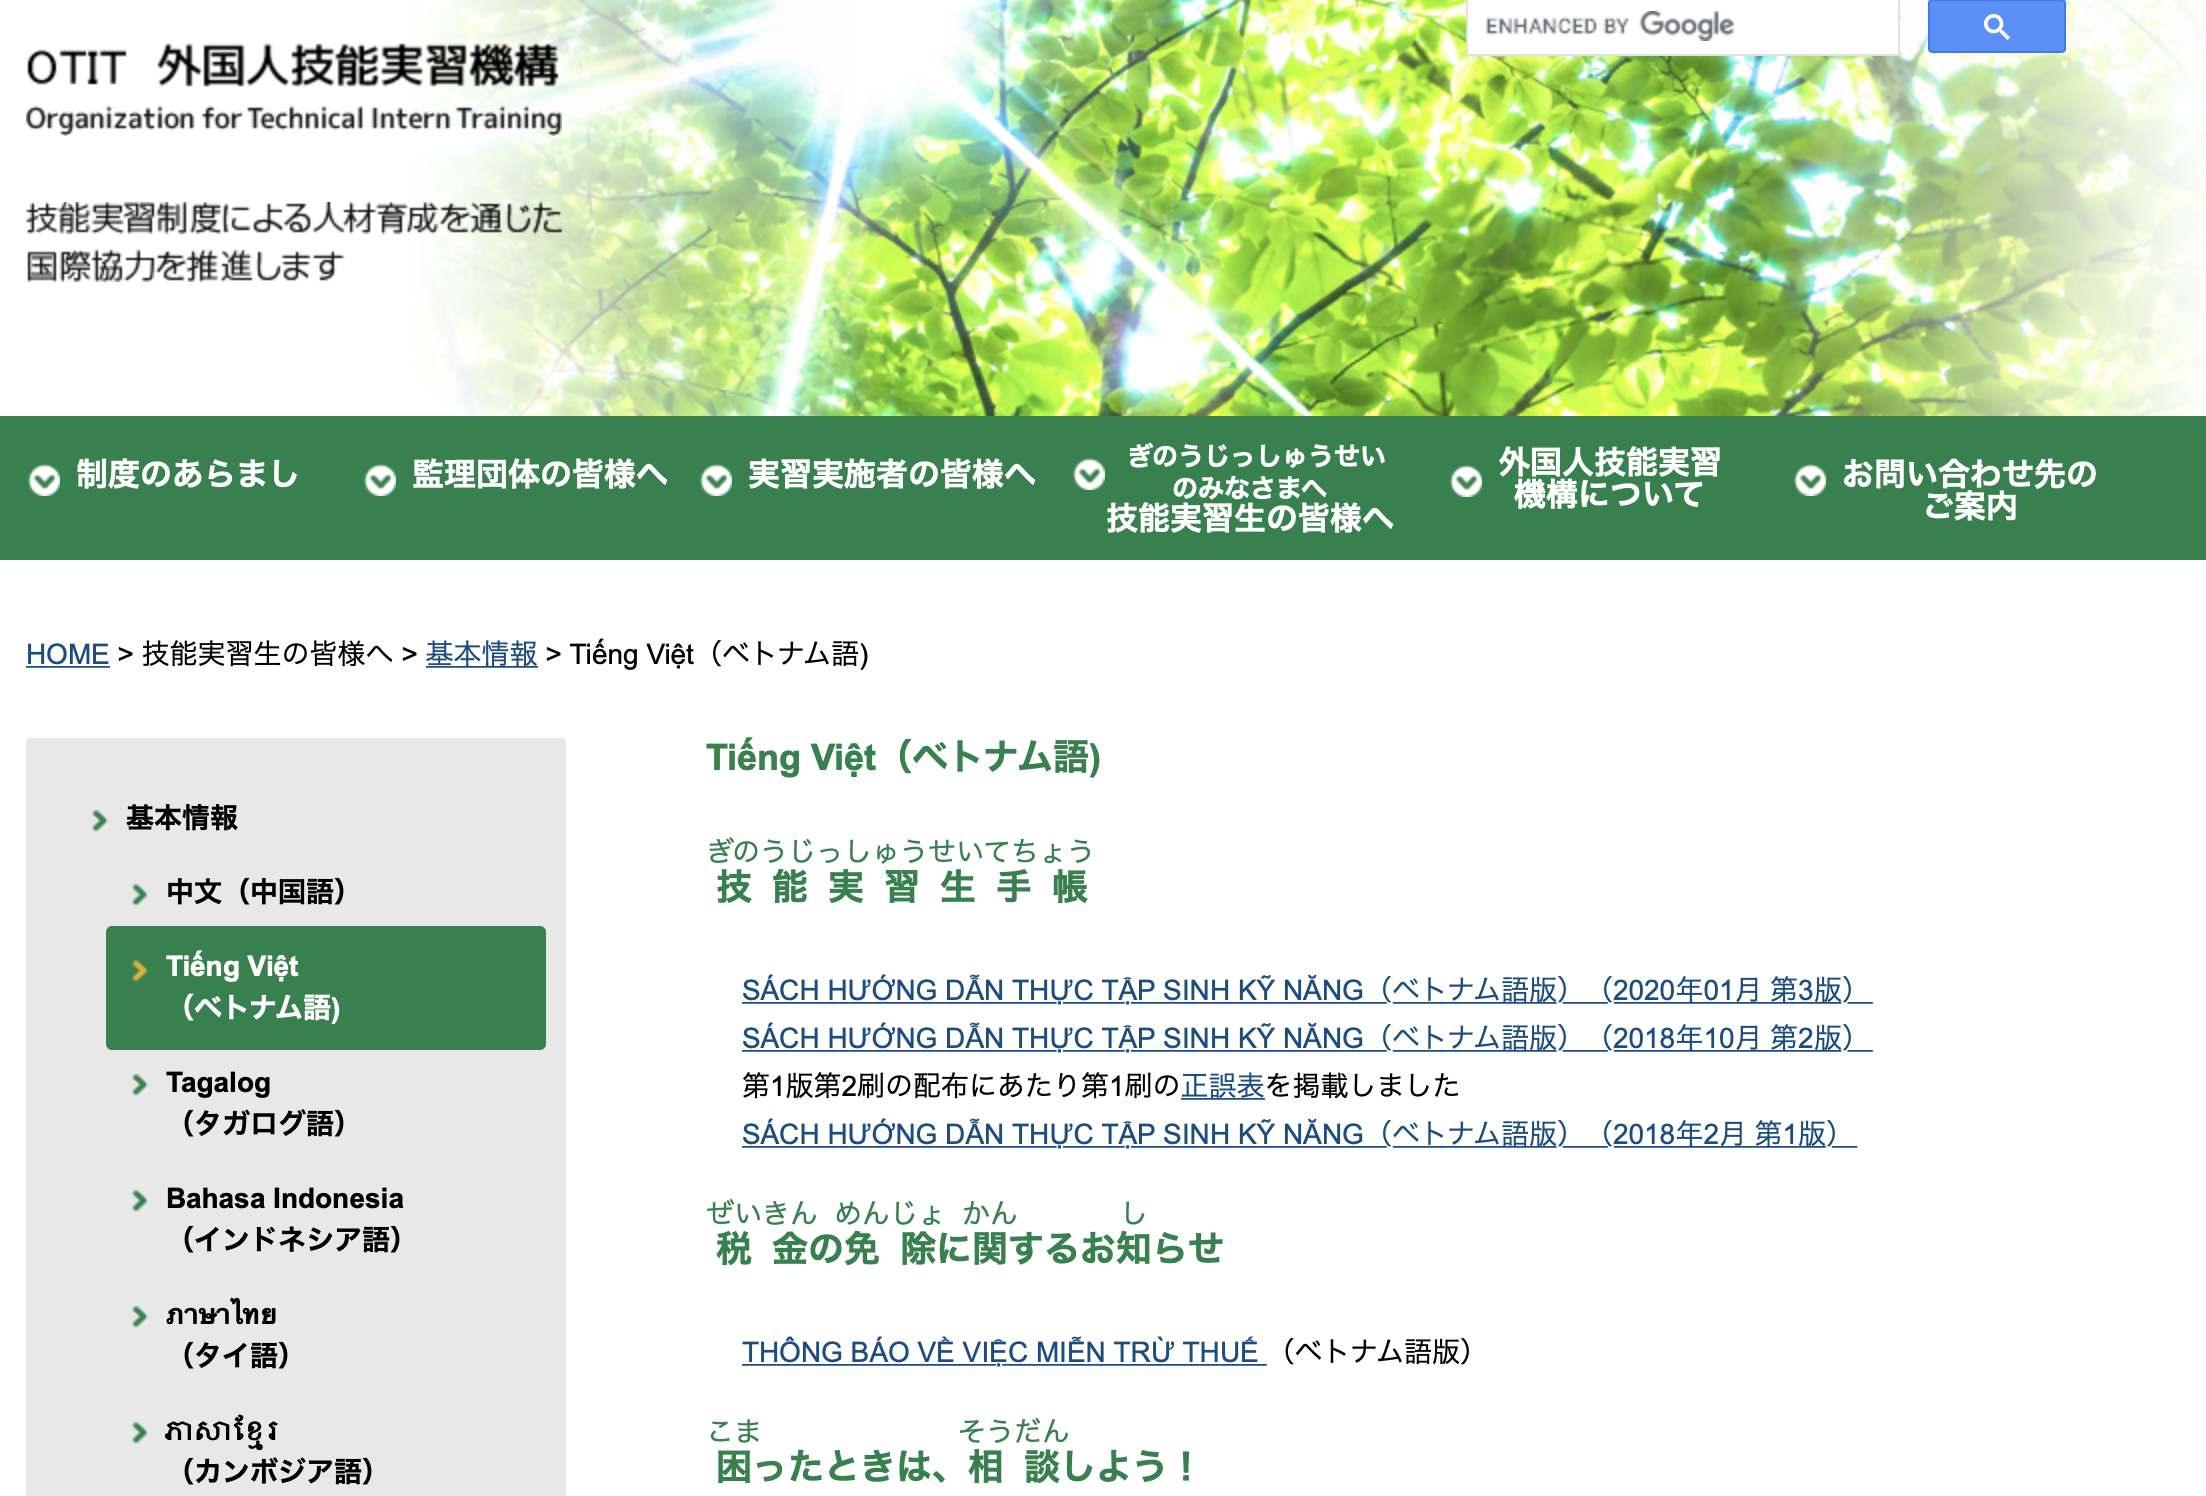 ENHANCED BY Google
OTIT 外国人技能実習機構
Organization for Technical Intern Training
技能実習制度による人材育成を通じた
国際協力を推進します
制度のあらまし
監理団体の皆様へ
実習実施者の皆様へ
ぎのうじっしゅうせい
のみなさまへ
技能実習生の皆様へ
外国人技能実習
機構について
お問い合わせ先の
ご案内
HOME > 技能実習生の皆様へ > 基本情報 > Tiếng Việt（ベトナム語)
基本情報
中文（中国語）
Tiếng Việt
（ベトナム語)
Tagalog
（タガログ語）
Bahasa Indonesia
（インドネシア語）
ภาษาไทย
（タイ語）
ភាសាខ្មែរ
（カンボジア語）
Tiếng Việt（ベトナム語)
ぎのうじっしゅうせいてちょう
技能実習生手帳
SÁCH HƯỚNG DẪN THỰC TẬP SINH KỸ NĂNG（ベトナム語版）（2020年01月 第3版）
SÁCH HƯỚNG DẪN THỰC TẬP SINH KỸ NĂNG（ベトナム語版）（2018年10月 第2版）
第1版第2刷の配布にあたり第1刷の正誤表を掲載しました
SÁCH HƯỚNG DẪN THỰC TẬP SINH KỸ NĂNG（ベトナム語版）（2018年2月 第1版）
ぜいきん めんじょ かん し
税金の免除に関するお知らせ
THÔNG BÁO VỀ VIỆC MIỄN TRỪ THUẾ （ベトナム語版）
こま そうだん
困ったときは、相談しよう！